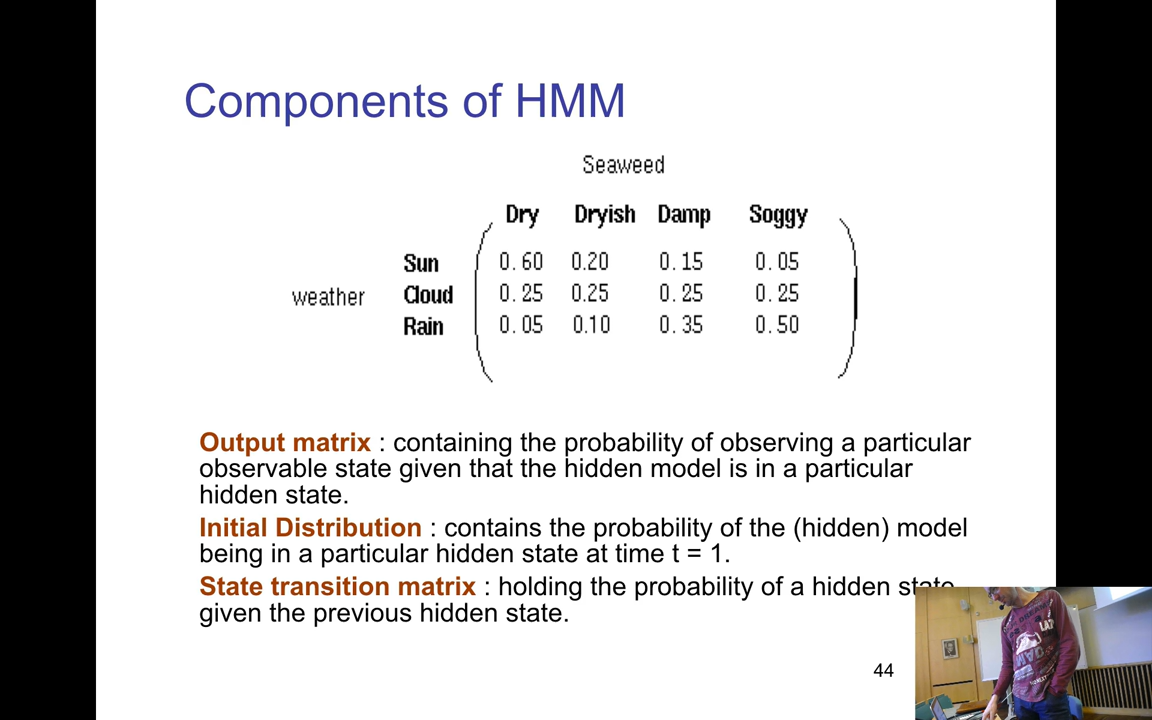 Components of HMM
Seaweed
Dry Dryish Damp Soggy
Sun 0.60 0.20 0.15 0.05
weather Cloud 0.25 0.25 0.25 0.25
Rain 0.05 0.10 0.35 0.50
Output matrix : containing the probability of observing a particular
observable state given that the hidden model is in a particular
hidden state.
Initial Distribution : contains the probability of the (hidden) model
being in a particular hidden state at time t = 1.
State transition matrix : holding the probability of a hidden state
given the previous hidden state.
44